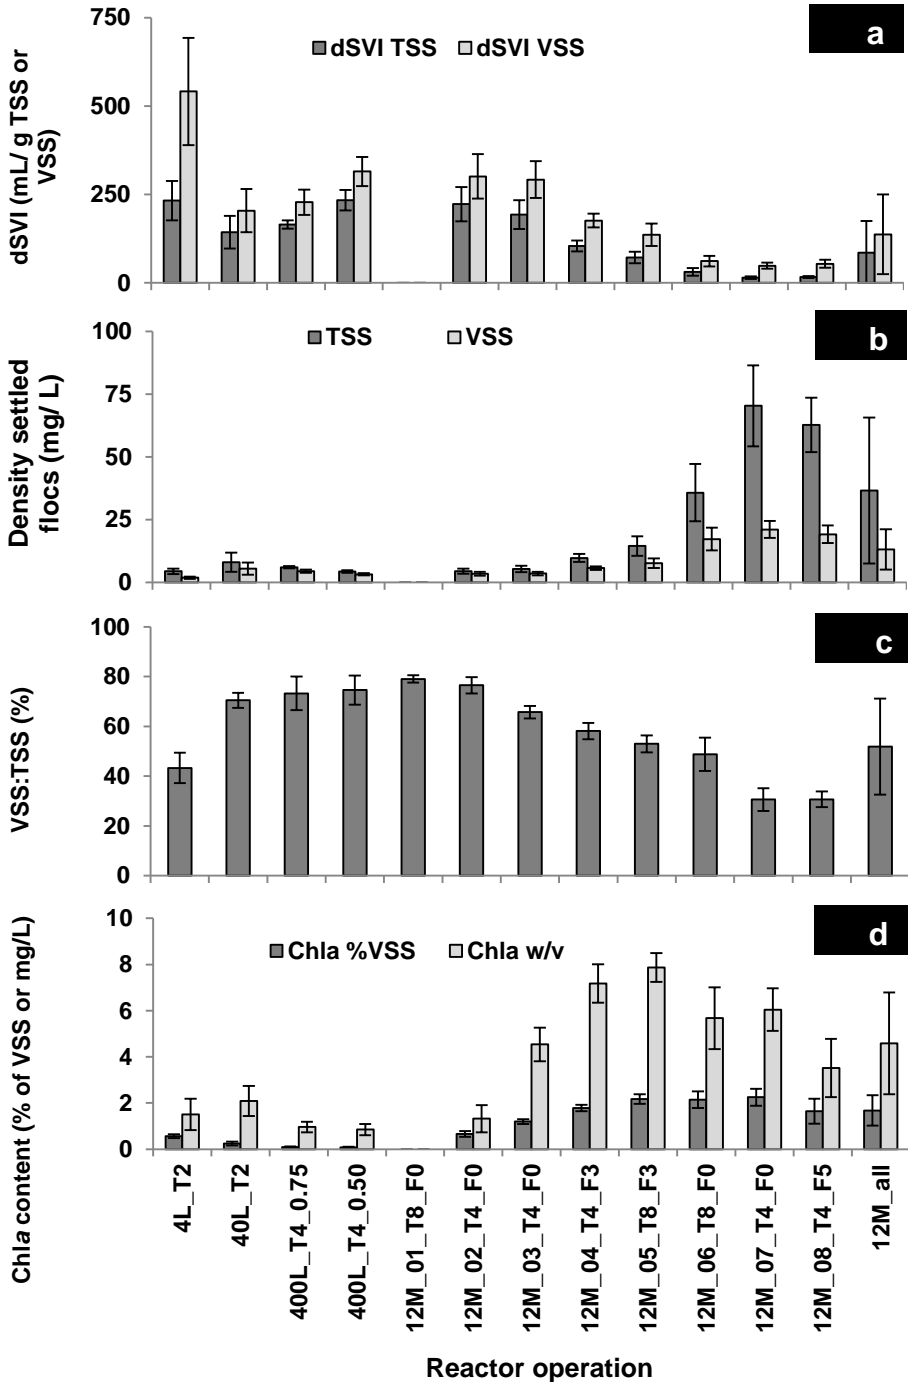 a
dSVI (mL/ g TSS or
VSS)
750
500
250
0
dSVI TSS dSVI VSS
b
Density settled
flocs (mg/ L)
100
75
50
25
0
TSS VSS
c
VSS:TSS (%)
100
80
60
40
20
0
d
Chla content (% of VSS or mg/L)
10
8
6
4
2
0
Chla %VSS Chla w/v
4L_T2
40L_T2
400L_T4_0.75
400L_T4_0.50
12M_01_T8_F0
12M_02_T4_F0
12M_03_T4_F0
12M_04_T4_F3
12M_05_T8_F3
12M_06_T8_F0
12M_07_T4_F0
12M_08_T4_F5
12M_all
Reactor operation